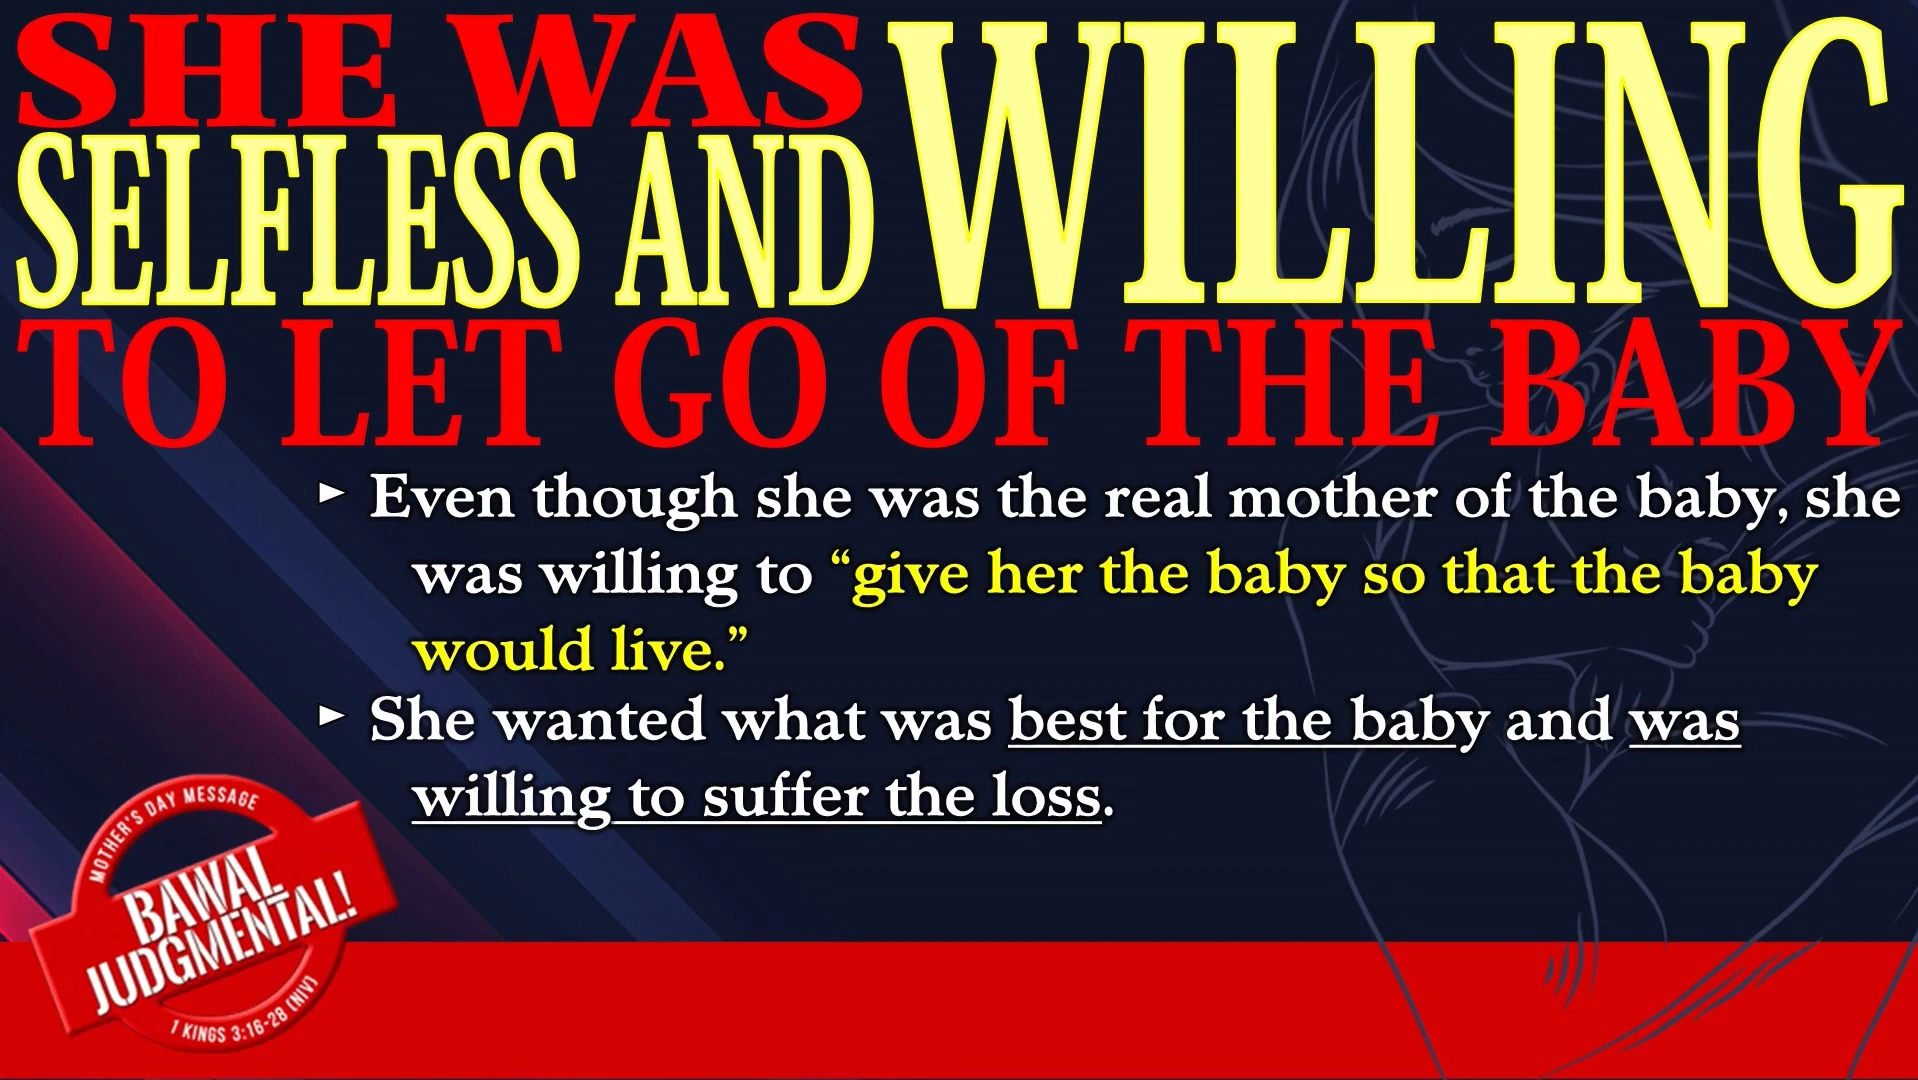 SHE WAS
SELFLESS AND WILLING
TO LET GO OF THE BABY
► Even though she was the real mother of the baby, she
was willing to “give her the baby so that the baby
would live.”
► She wanted what was best for the baby and was
willing to suffer the loss.
MOTHER'S DAY MESSAGE
BAWAL
JUDGMENTAL!
1 KINGS 3:16-28 (NIV)